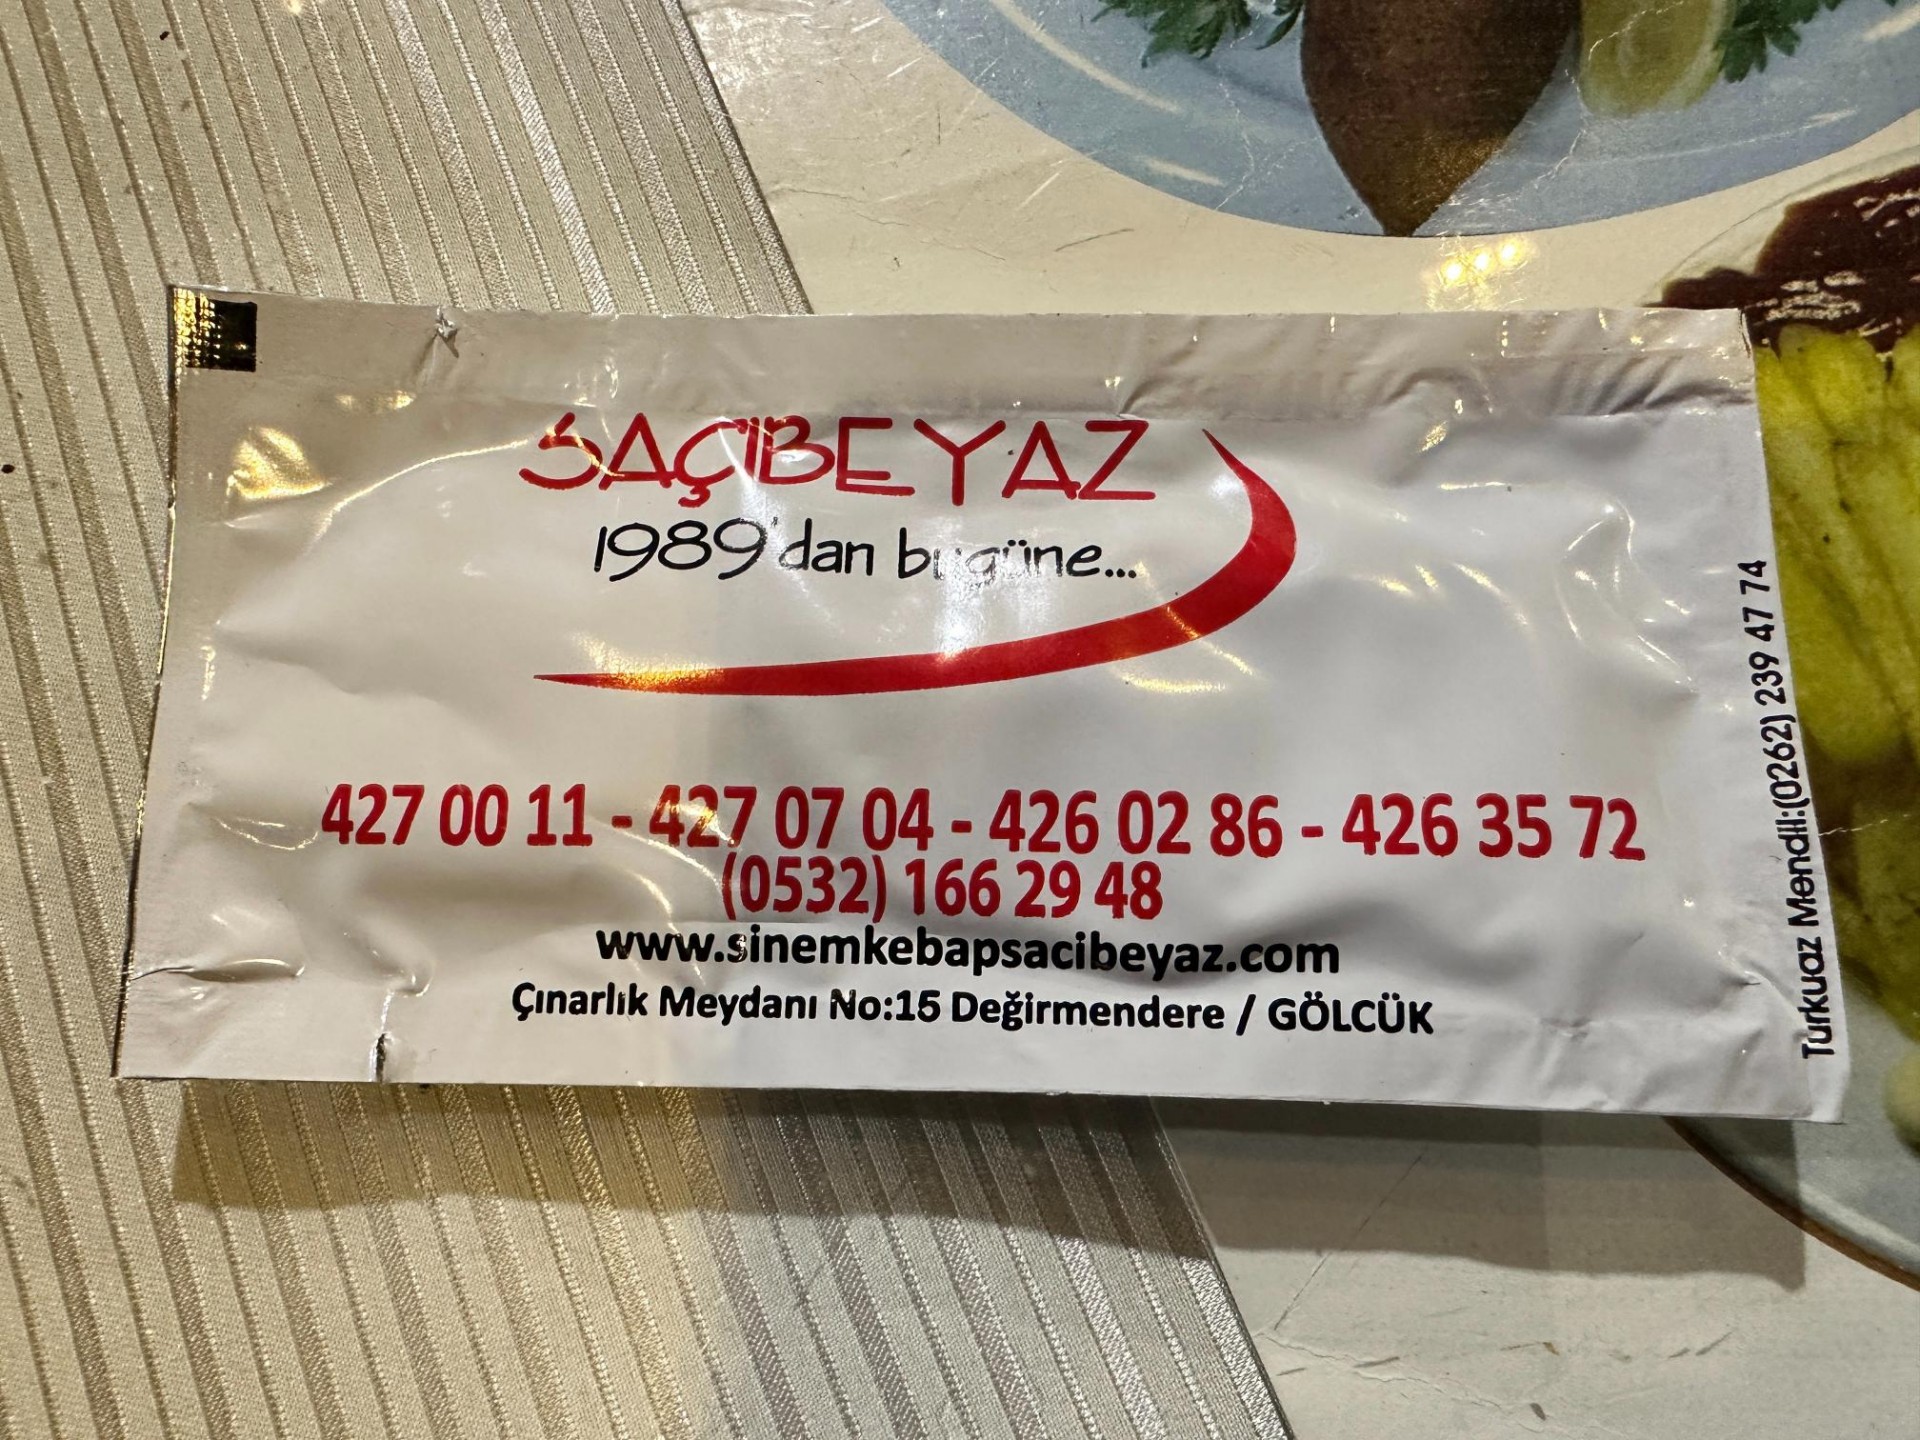 SAÇIBEYAZ
1989'dan bugüne...
427 00 11 - 427 07 04 - 426 02 86 - 426 35 72
(0532) 166 29 48
www.sinemkebapsacibeyaz.com
Çınarlık Meydanı No:15 Değirmendere / GÖLCÜK
Turkuaz Mendil:(0262) 239 47 74